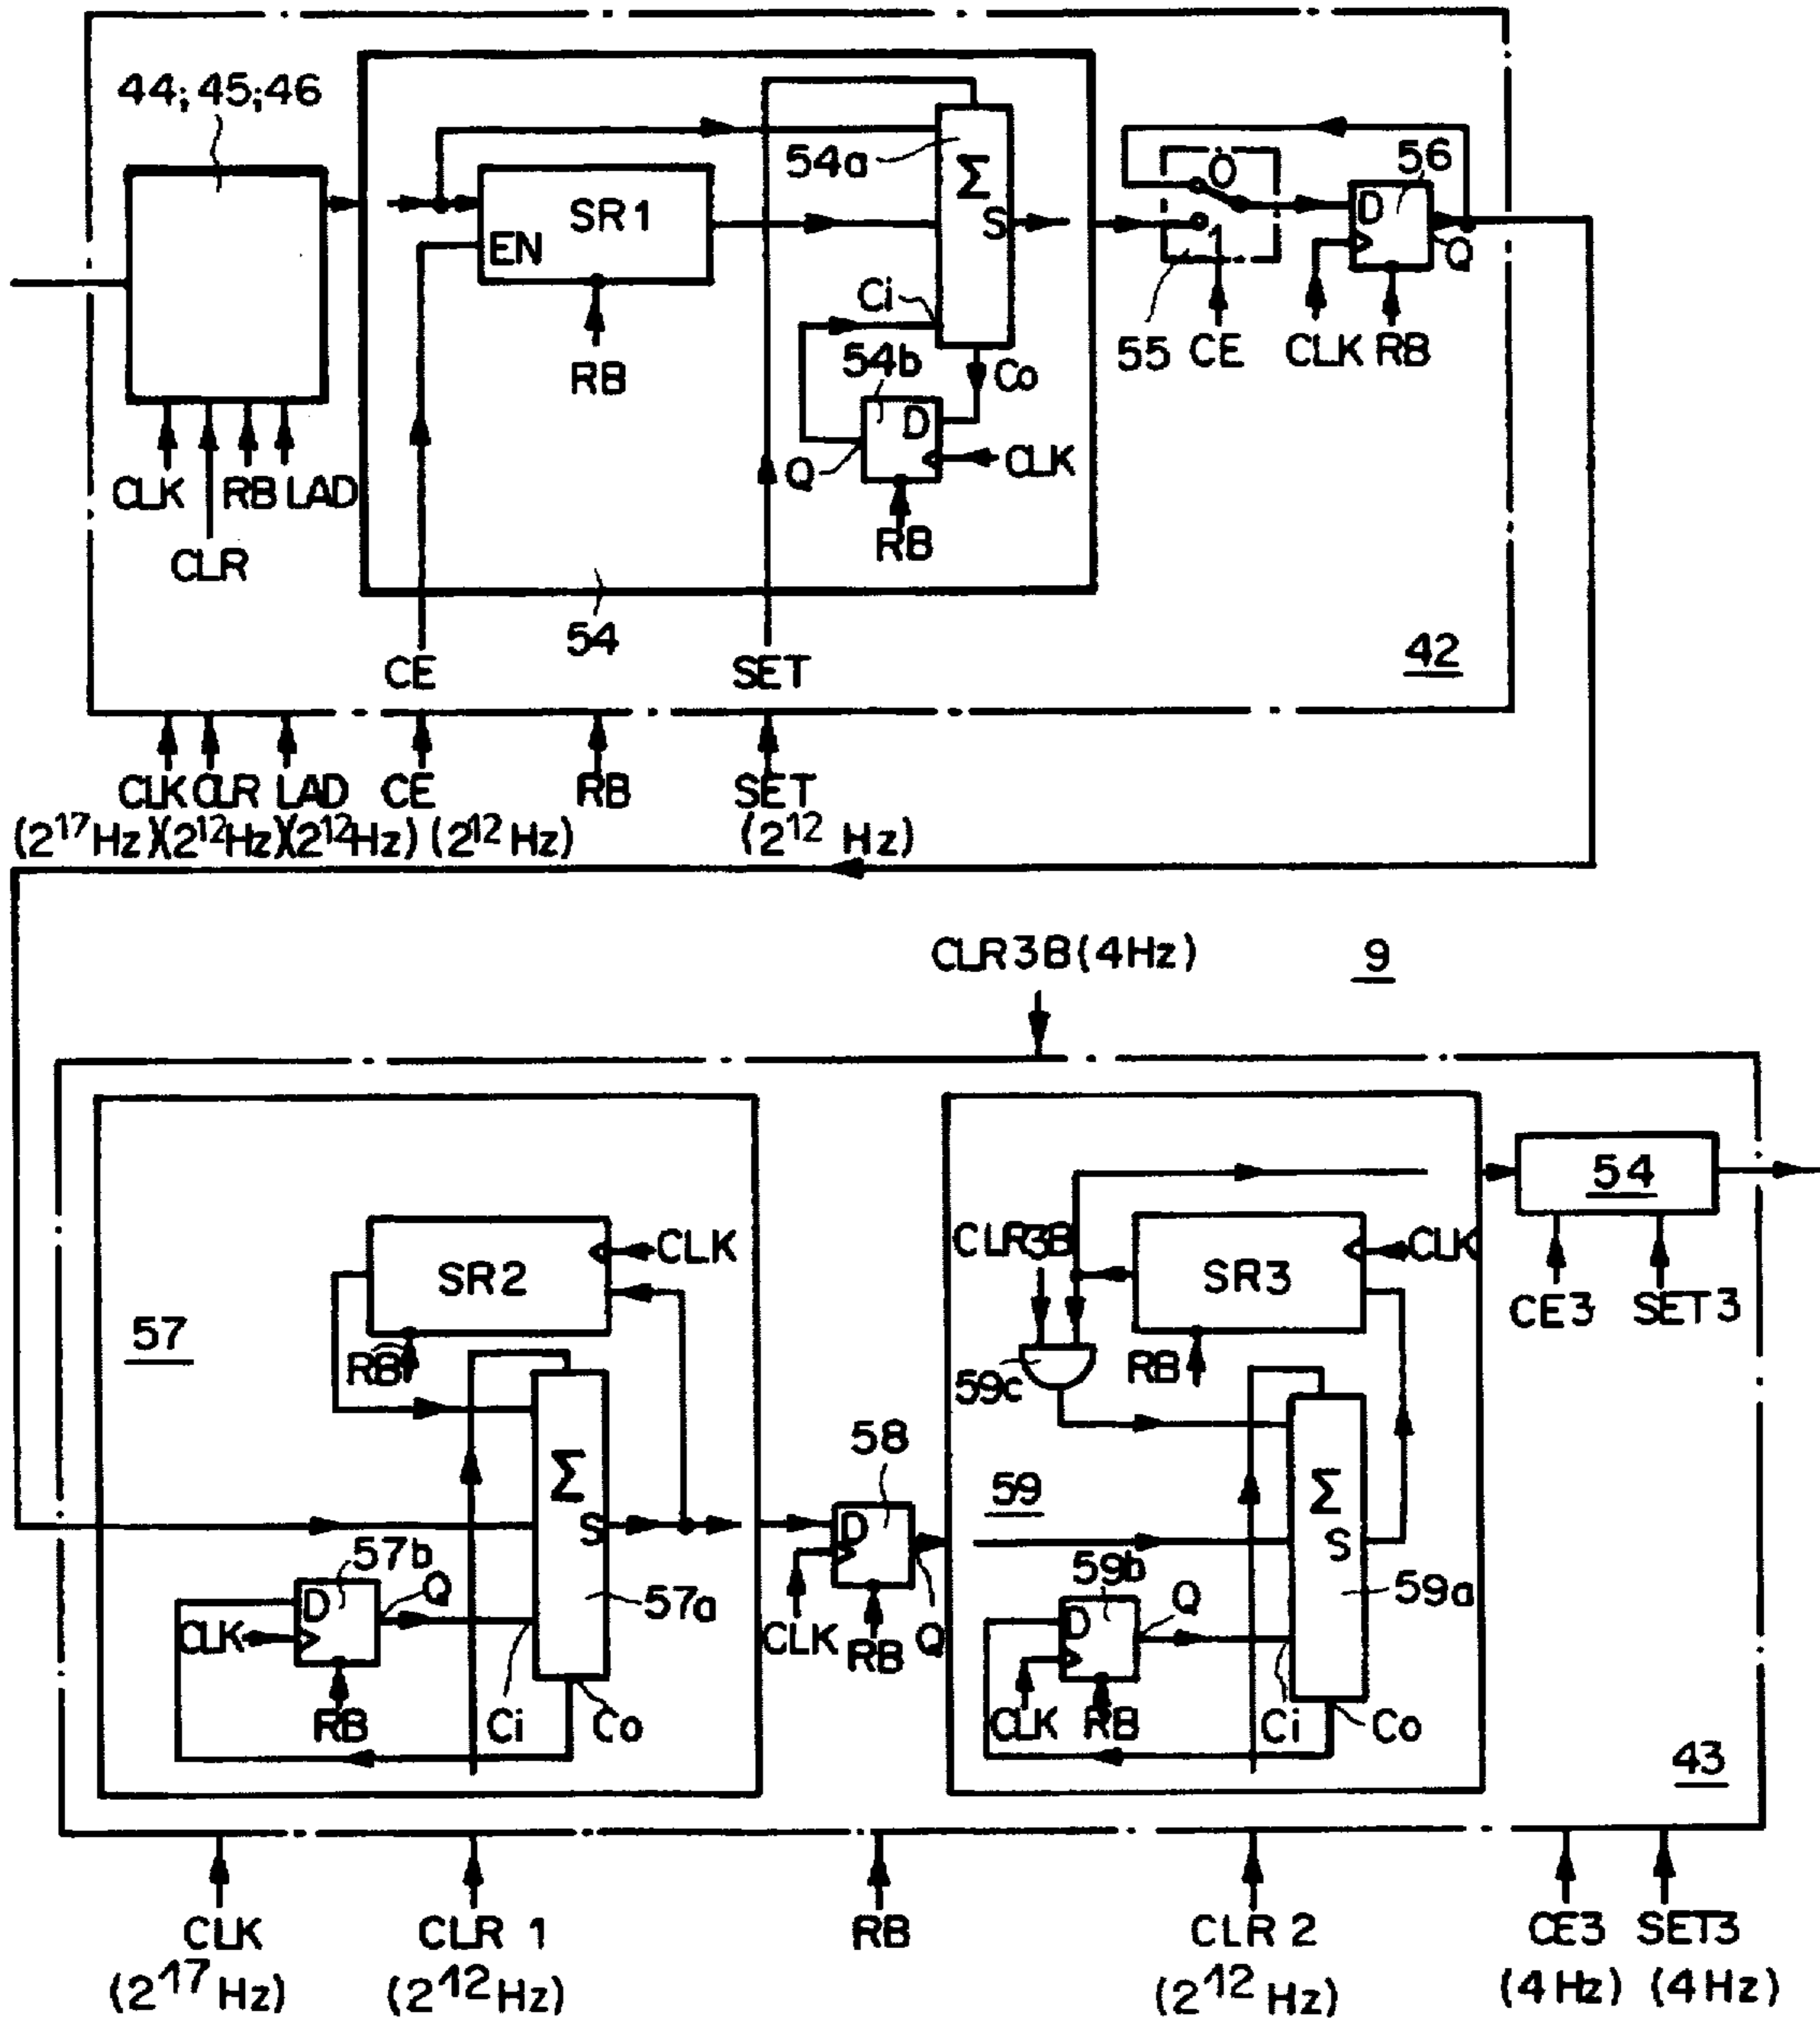 44; 45; 46
54a
Σ
S
SR1
EN
RB
Ci
54b
Co
D
Q
CLK
RB
CLK
RB
LAD
CLR
54
CE
SET
0
1
55
CE
56
D
Q
CLK
RB
42
CLK
CLR
LAD
CE
RB
SET
(2¹⁷Hz)(2¹²Hz)(2¹²Hz) (2¹²Hz)
(2¹² Hz)
CLR3B(4Hz)
9
SR2
CLK
57
RB
Σ
S
57b
D
Q
CLK
RB
Ci
Co
57a
58
D
CLK
RB
Q
CLR3B
SR3
CLK
59c
RB
59
Σ
S
59b
D
Q
CLK
RB
Ci
Co
59a
54
CE3
SET3
43
CLK
(2¹⁷Hz)
CLR 1
(2¹²Hz)
RB
CLR 2
(2¹² Hz)
CE3
(4Hz)
SET3
(4Hz)